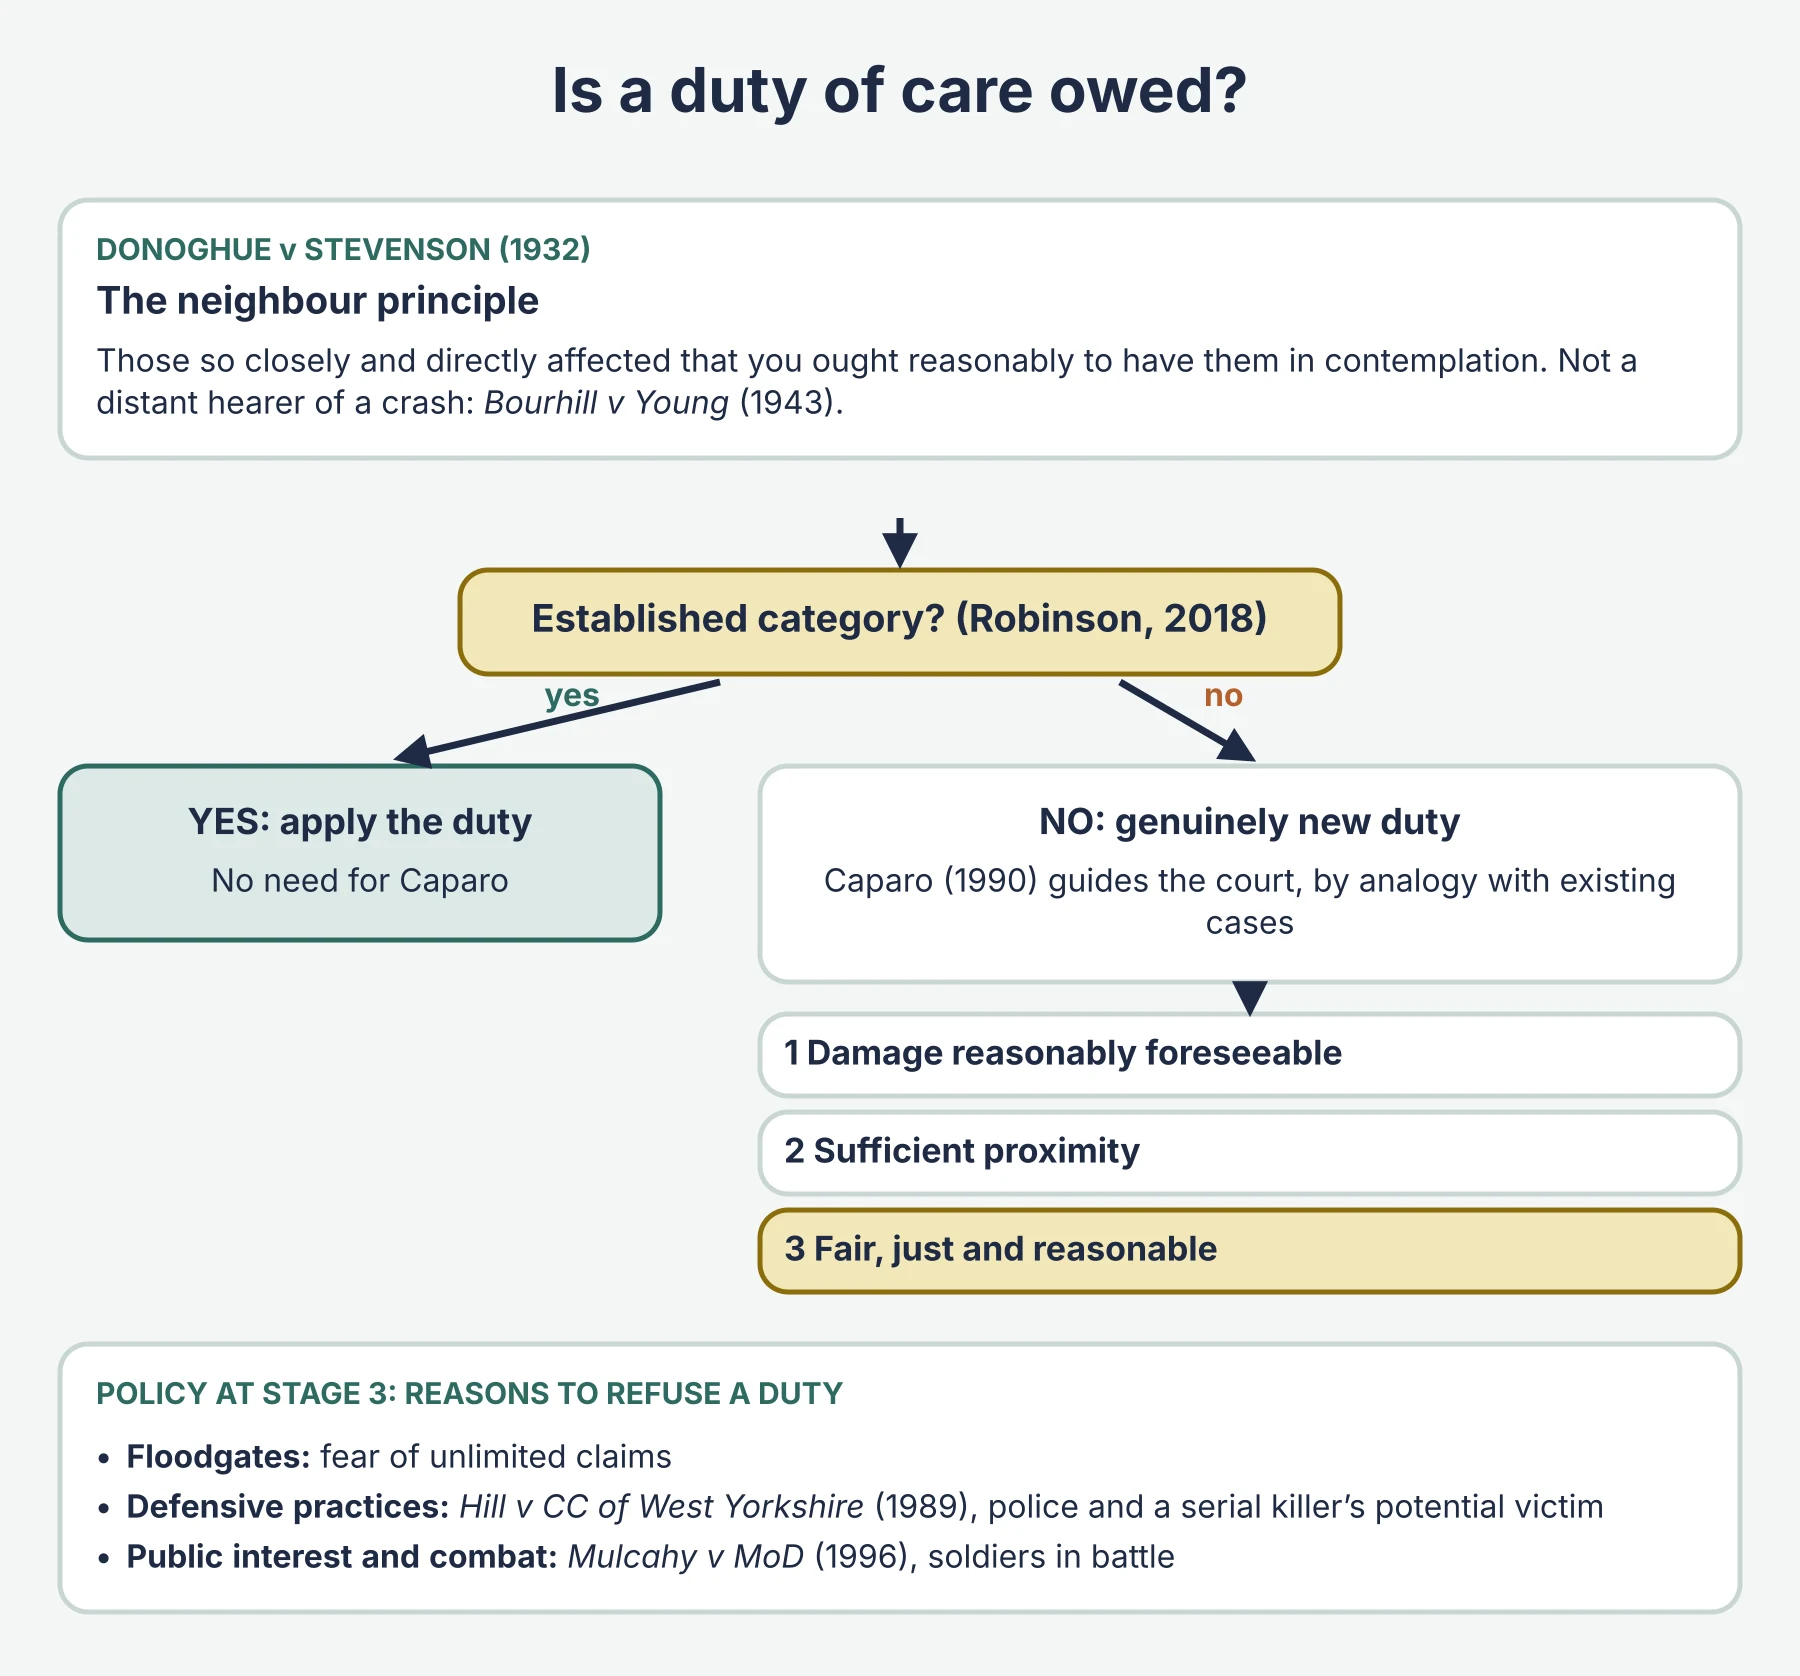 Is a duty of care owed?
DONOGHUE v STEVENSON (1932)
The neighbour principle
Those so closely and directly affected that you ought reasonably to have them in contemplation. Not a
distant hearer of a crash: Bourhill v Young (1943).
Established category? (Robinson, 2018)
yes
no
YES: apply the duty
No need for Caparo
NO: genuinely new duty
Caparo (1990) guides the court, by analogy with existing
cases
1 Damage reasonably foreseeable
2 Sufficient proximity
3 Fair, just and reasonable
POLICY AT STAGE 3: REASONS TO REFUSE A DUTY
• Floodgates: fear of unlimited claims
• Defensive practices: Hill v CC of West Yorkshire (1989), police and a serial killer’s potential victim
• Public interest and combat: Mulcahy v MoD (1996), soldiers in battle